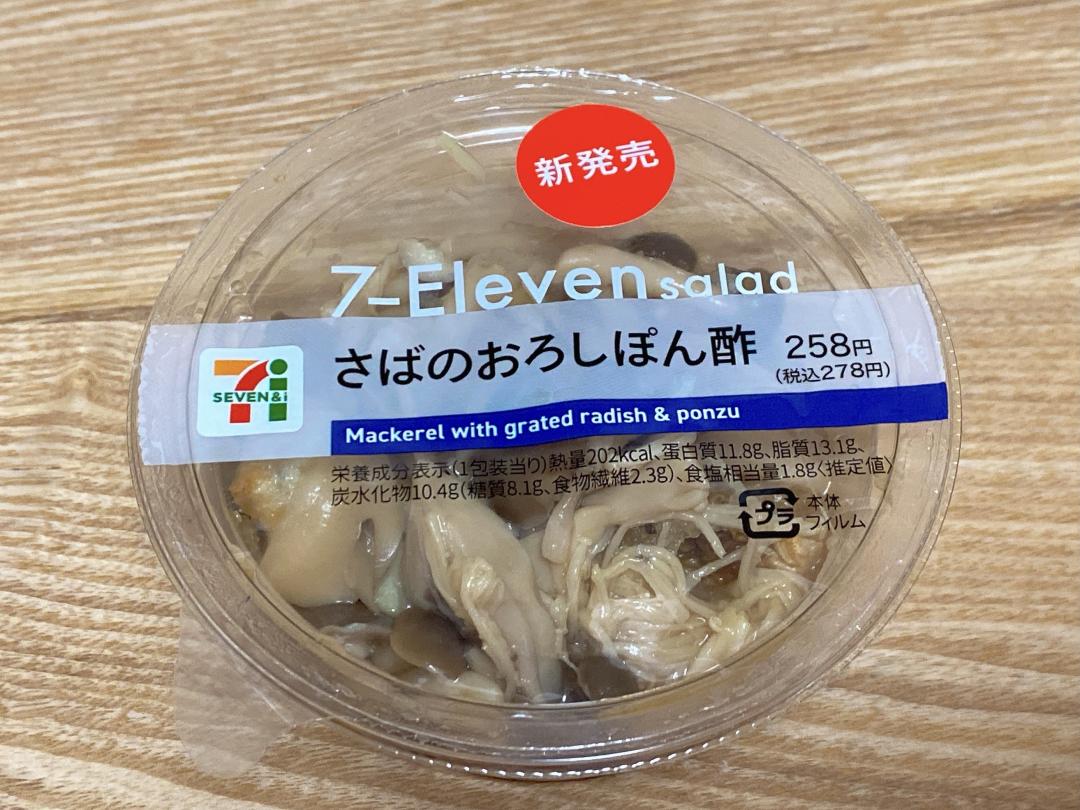 新発売
7-Eleven salad
SEVEN&i
さばのおろしぽん酢 258円
(税込278円)
Mackerel with grated radish & ponzu
栄養成分表示(1包装当り)熱量202kcal、蛋白質11.8g、脂質13.1g、
炭水化物10.4g(糖質8.1g、食物繊維2.3g)、食塩相当量1.8g〈推定値〉
プラ 本体
フィルム